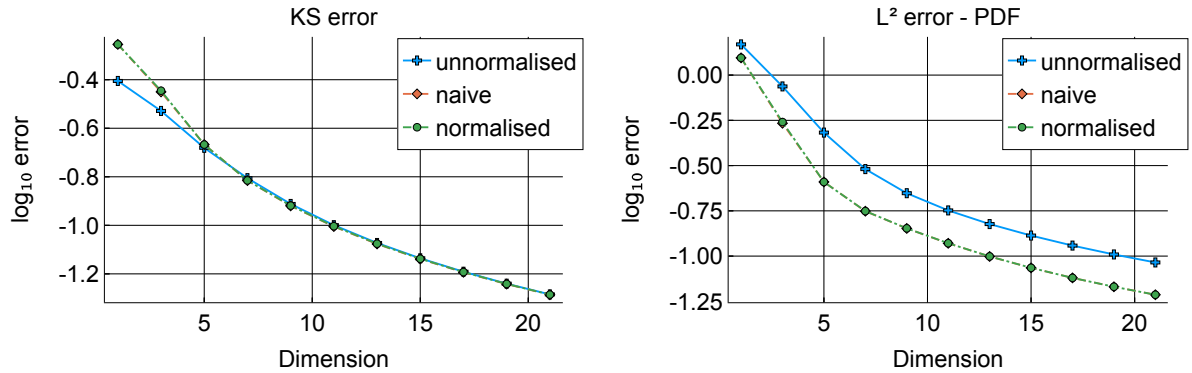 KS error
log₁₀ error
-0.4
-0.6
-0.8
-1.0
-1.2
5
10
15
20
Dimension
unnormalised
naive
normalised
L² error - PDF
log₁₀ error
0.00
-0.25
-0.50
-0.75
-1.00
-1.25
5
10
15
20
Dimension
unnormalised
naive
normalised